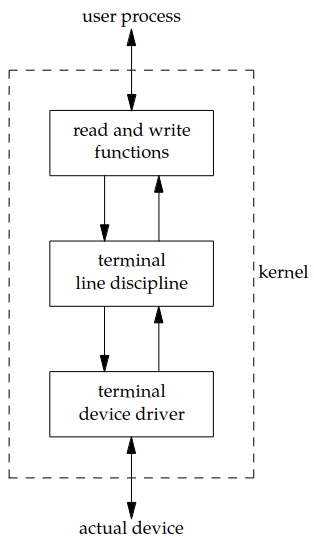 user process
read and write
functions
terminal
line discipline
kernel
terminal
device driver
actual device